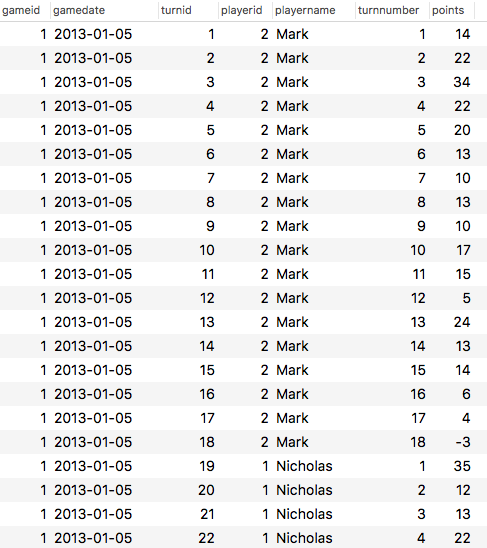 gameid gamedate turnid playerid playername turnnumber points
1 2013-01-05 1 2 Mark 1 14
1 2013-01-05 2 2 Mark 2 22
1 2013-01-05 3 2 Mark 3 34
1 2013-01-05 4 2 Mark 4 22
1 2013-01-05 5 2 Mark 5 20
1 2013-01-05 6 2 Mark 6 13
1 2013-01-05 7 2 Mark 7 10
1 2013-01-05 8 2 Mark 8 13
1 2013-01-05 9 2 Mark 9 10
1 2013-01-05 10 2 Mark 10 17
1 2013-01-05 11 2 Mark 11 15
1 2013-01-05 12 2 Mark 12 5
1 2013-01-05 13 2 Mark 13 24
1 2013-01-05 14 2 Mark 14 13
1 2013-01-05 15 2 Mark 15 14
1 2013-01-05 16 2 Mark 16 6
1 2013-01-05 17 2 Mark 17 4
1 2013-01-05 18 2 Mark 18 -3
1 2013-01-05 19 1 Nicholas 1 35
1 2013-01-05 20 1 Nicholas 2 12
1 2013-01-05 21 1 Nicholas 3 13
1 2013-01-05 22 1 Nicholas 4 22